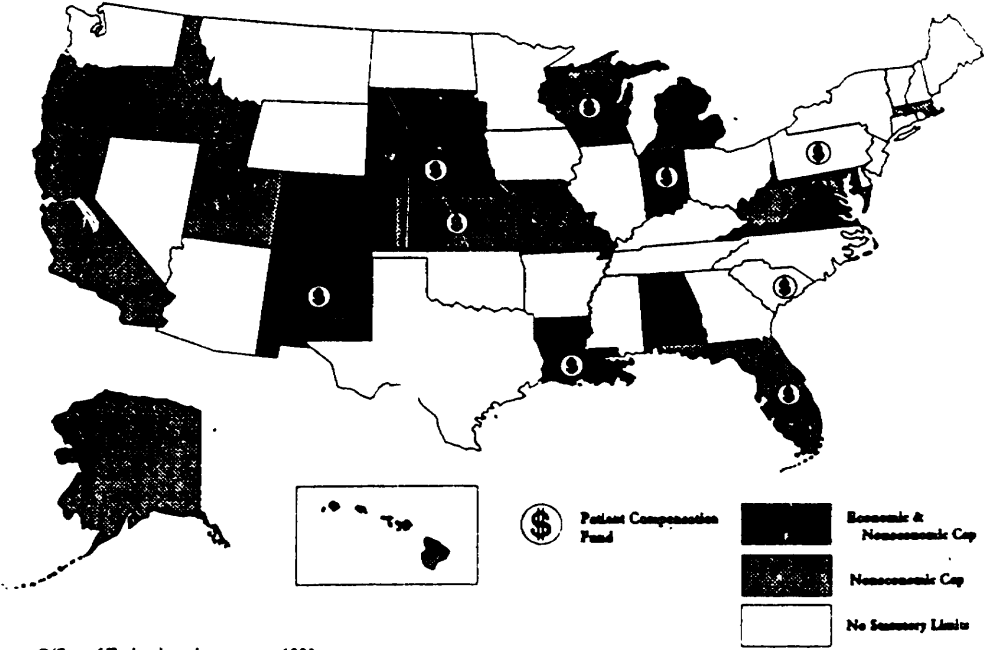 $
$
$
$
$
$
$
$
$
$
Patient Compensation
Fund
Economic &
Noneconomic Cap
Noneconomic Cap
No Statutory Limits